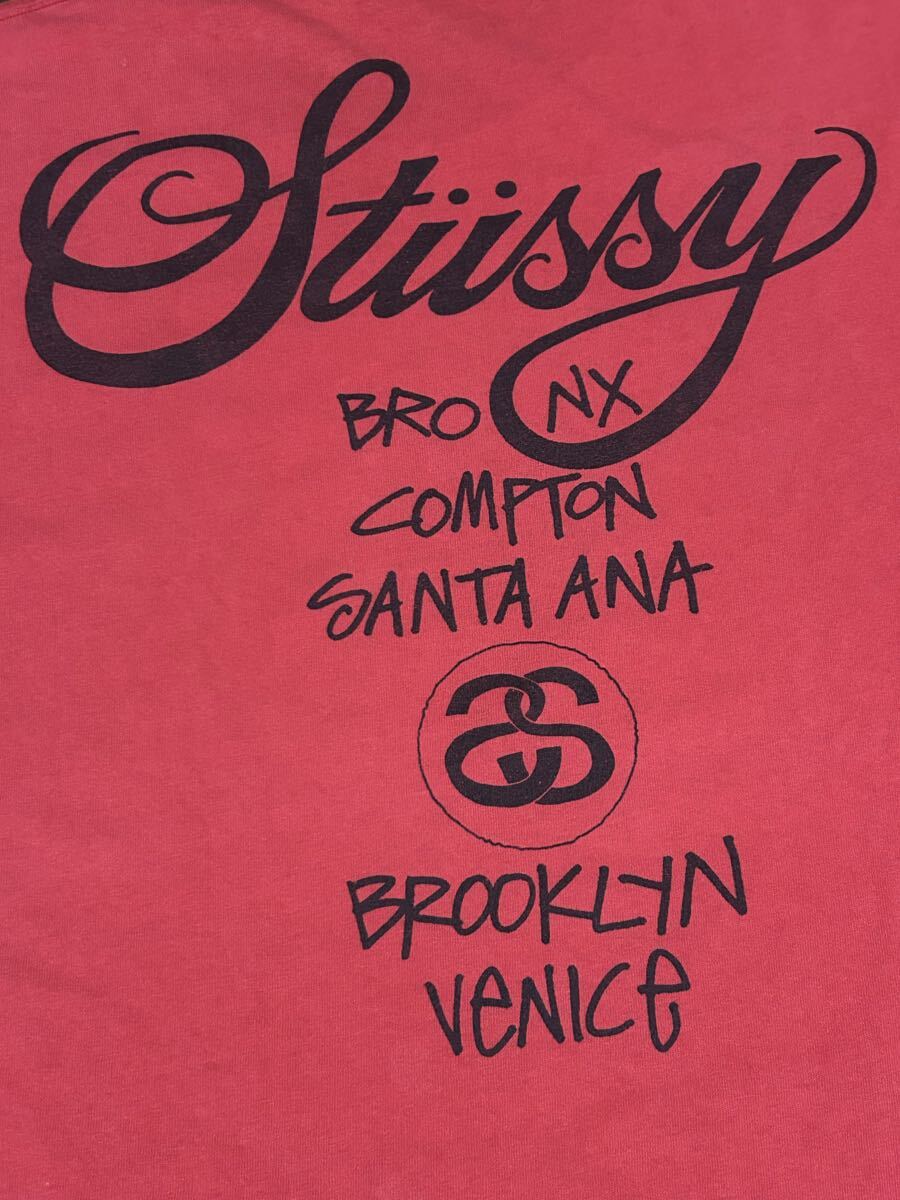 Stüssy
BRONX
COMPTON
SANTA ANA
SS
BROOKLYN
VENICe